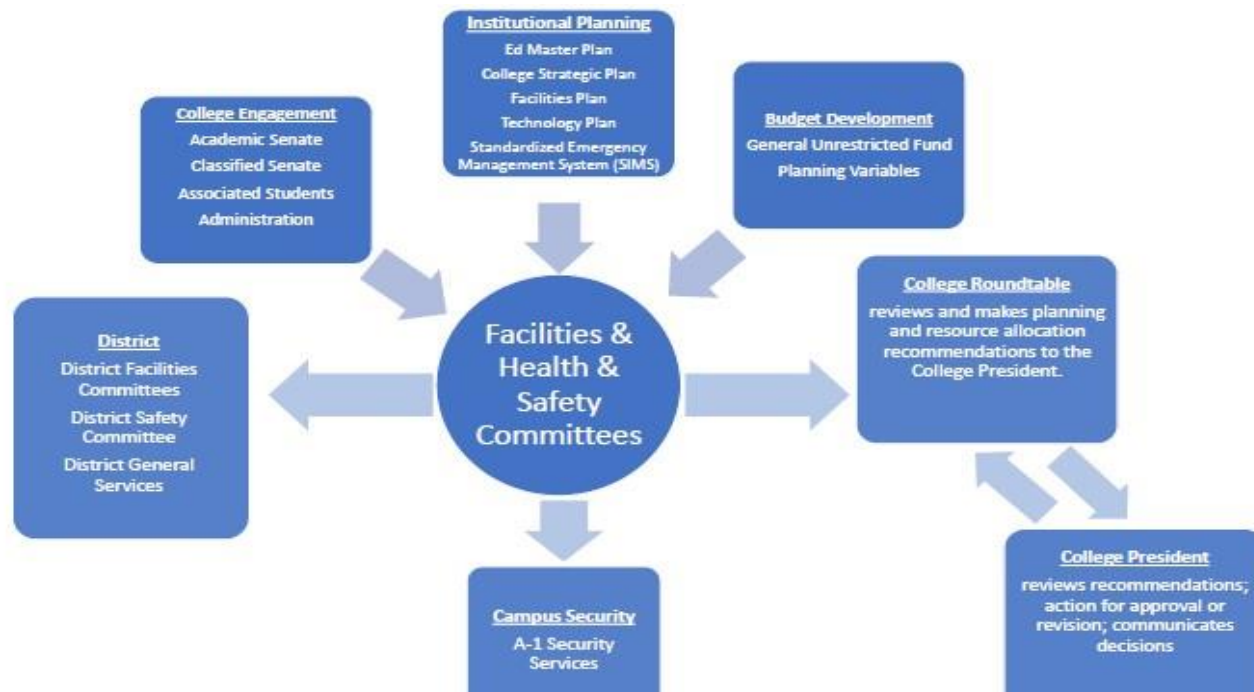 Institutional Planning
Ed Master Plan
College Strategic Plan
Facilities Plan
Technology Plan
Standardized Emergency
Management System (SIMS)
College Engagement
Academic Senate
Classified Senate
Associated Students
Administration
Budget Development
General Unrestricted Fund
Planning Variables
District
District Facilities
Committees
District Safety
Committee
District General
Services
Facilities &
Health &
Safety
Committees
College Roundtable
reviews and makes planning
and resource allocation
recommendations to the
College President.
Campus Security
A-1 Security
Services
College President
reviews recommendations;
action for approval or
revision; communicates
decisions